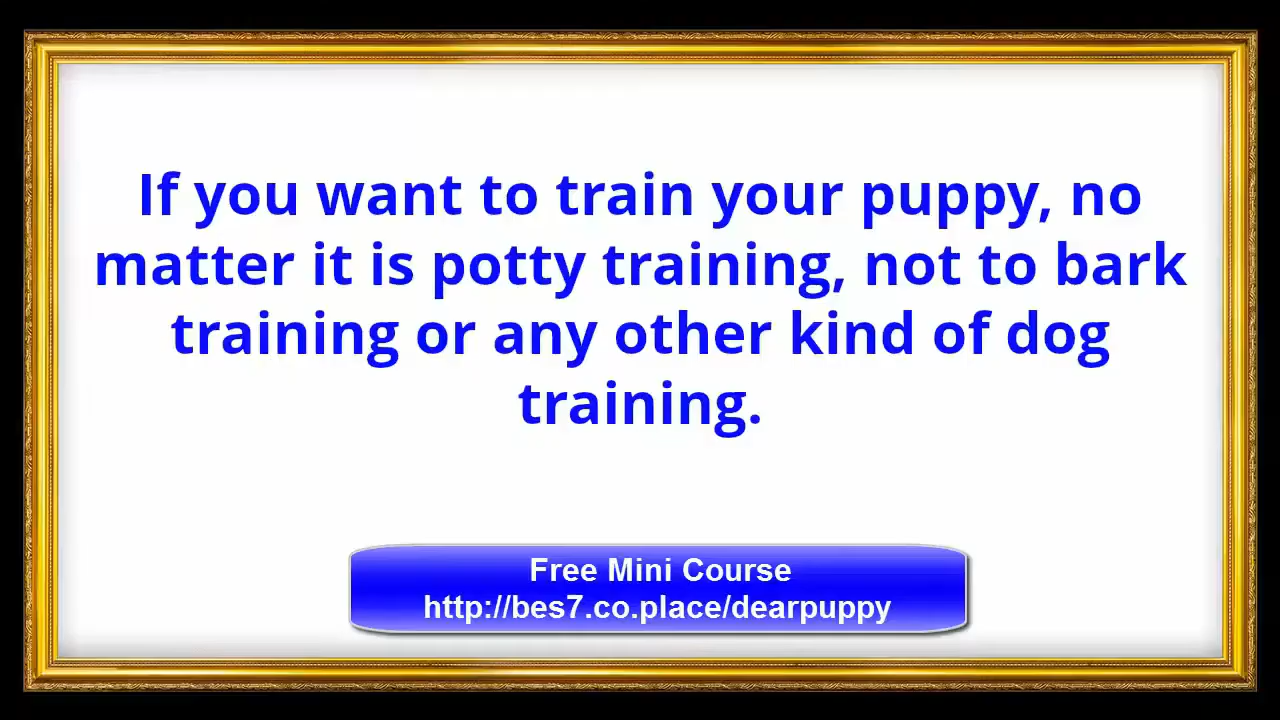 If you want to train your puppy, no
matter it is potty training, not to bark
training or any other kind of dog
training.
Free Mini Course
http://bes7.co.place/dearpuppy